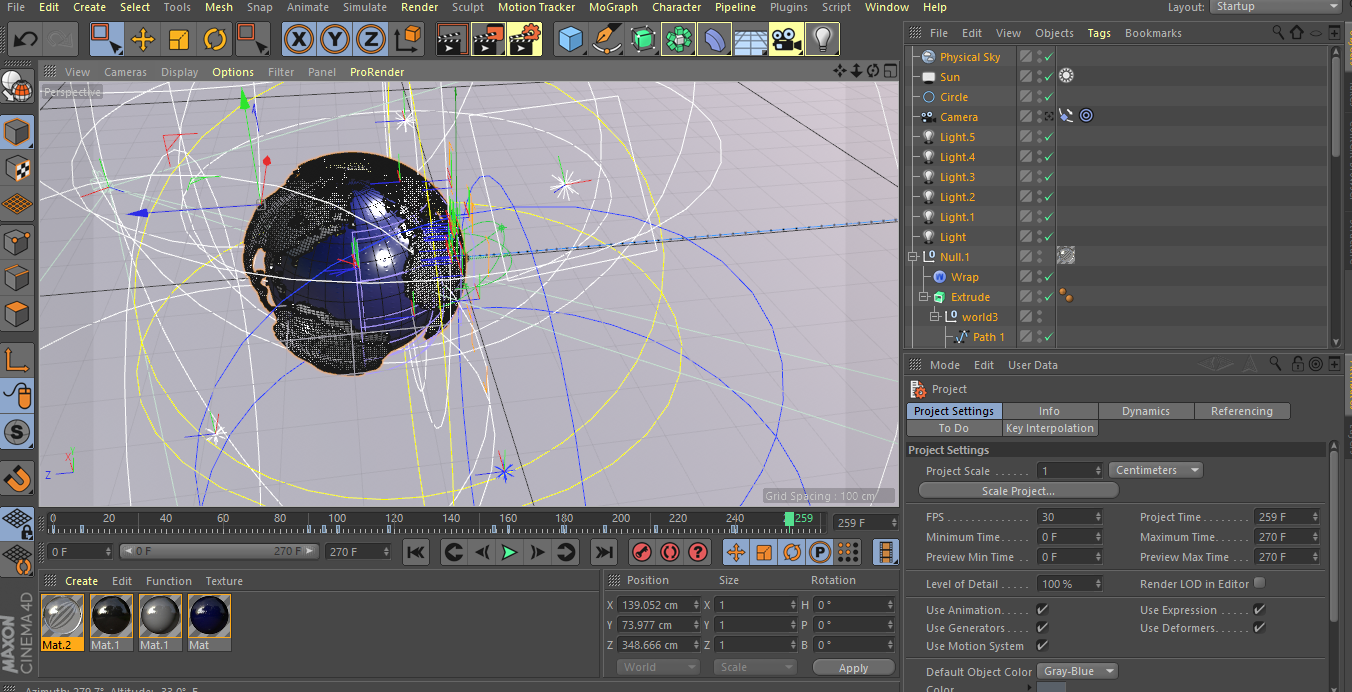 File Edit Create Select Tools Mesh Snap Animate Simulate Render Sculpt Motion Tracker MoGraph Character Pipeline Plugins Script Window Help Layout: Startup
X Y Z
View Cameras Display Options Filter Panel ProRender
Perspective
X
Z
Grid Spacing : 100 cm
0 20 40 60 80 100 120 140 160 180 200 220 240 259
259 F
0 F 0 F 270 F 270 F
P
Create Edit Function Texture
Mat.2 Mat.1 Mat.1 Mat
MAXON
CINEMA 4D
Position Size Rotation
X 139.052 cm X 1 H 0 °
Y 73.977 cm Y 1 P 0 °
Z 348.666 cm Z 1 B 0 °
World Scale Apply
File Edit View Objects Tags Bookmarks
Physical Sky
Sun
Circle
Camera
Light.5
Light.4
Light.3
Light.2
Light.1
Light
Null.1
Wrap
Extrude
world3
Path 1
Mode Edit User Data
Project
Project Settings Info Dynamics Referencing
To Do Key Interpolation
Project Settings
Project Scale . . . . . . 1 Centimeters
Scale Project...
FPS 30 Project Time 259 F
Minimum Time 0 F Maximum Time 270 F
Preview Min Time 0 F Preview Max Time 270 F
Level of Detail 100 % Render LOD in Editor
Use Animation Use Expression
Use Generators Use Deformers
Use Motion System
Default Object Color Gray-Blue
Color
Azimuth: 279.7° Altitude: -33.0° F